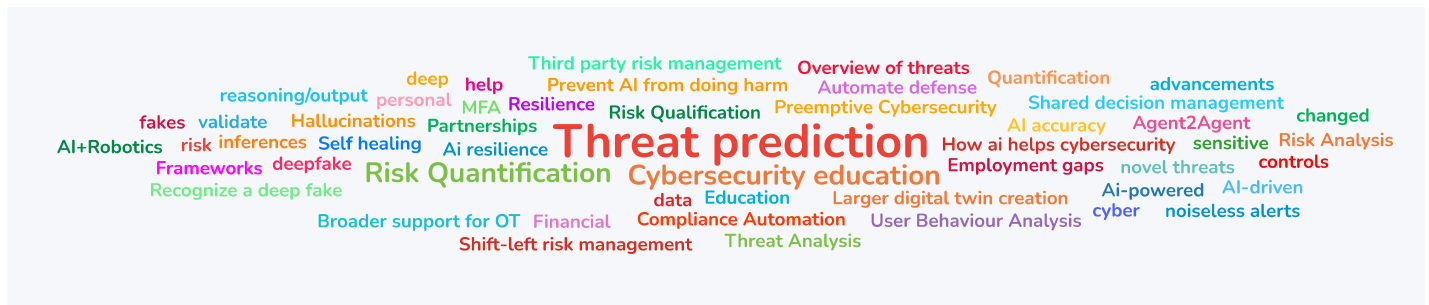 Third party risk management
Overview of threats
deep
help
Prevent AI from doing harm
Automate defense
Quantification
advancements
reasoning/output
personal
MFA
Resilience
Risk Qualification
Preemptive Cybersecurity
Shared decision management
changed
fakes
validate
Hallucinations
Partnerships
Threat prediction
AI accuracy
Agent2Agent
AI+Robotics
risk
inferences
Self healing
Ai resilience
How ai helps cybersecurity
sensitive
Risk Analysis
Frameworks
deepfake
Risk Quantification
Cybersecurity education
Employment gaps
novel threats
controls
Recognize a deep fake
data
Education
Larger digital twin creation
Ai-powered
AI-driven
Broader support for OT
Financial
Compliance Automation
User Behaviour Analysis
cyber
noiseless alerts
Shift-left risk management
Threat Analysis